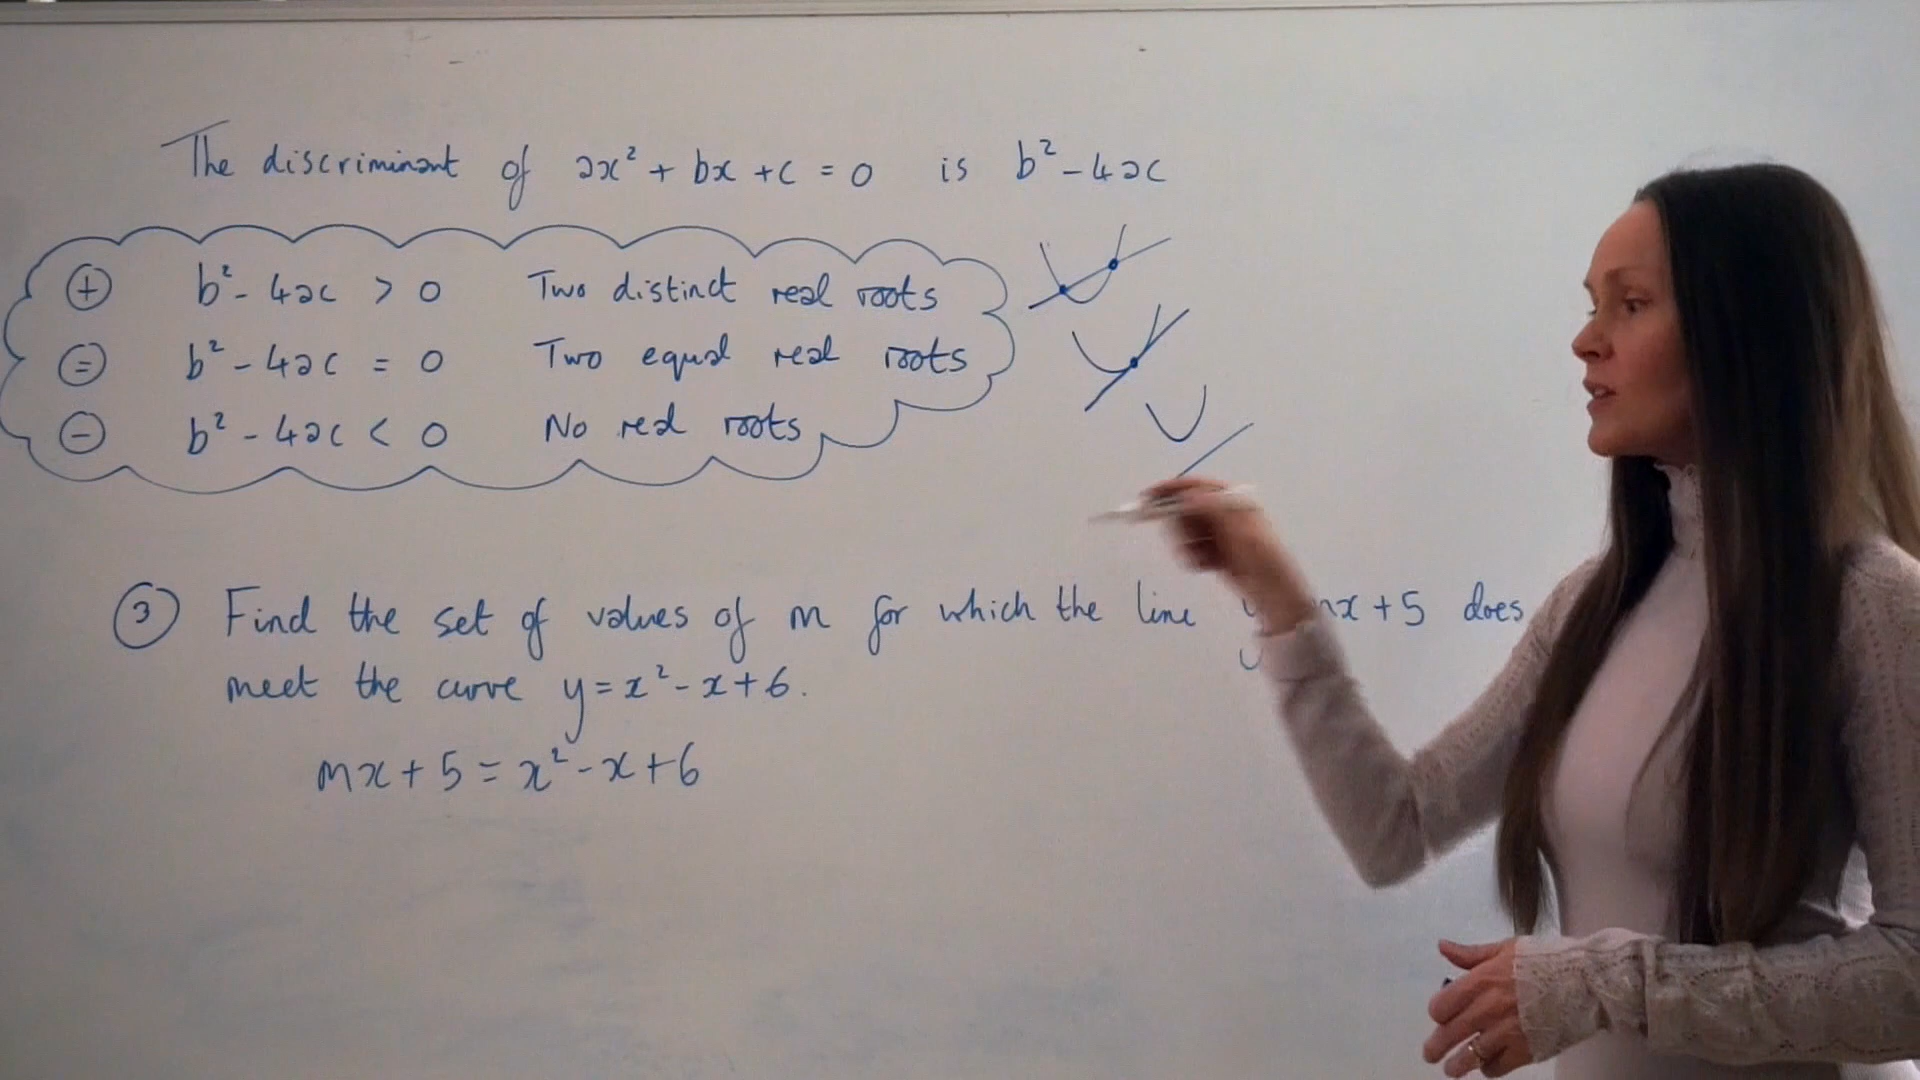 The discriminant of ax² + bx + c = 0 is b² - 4ac
+ b² - 4ac > 0 Two distinct real roots
= b² - 4ac = 0 Two equal real roots
- b² - 4ac < 0 No real roots
3 Find the set of values of m for which the line y x + 5 does
meet the curve y = x² - x + 6.
mx + 5 = x² - x + 6